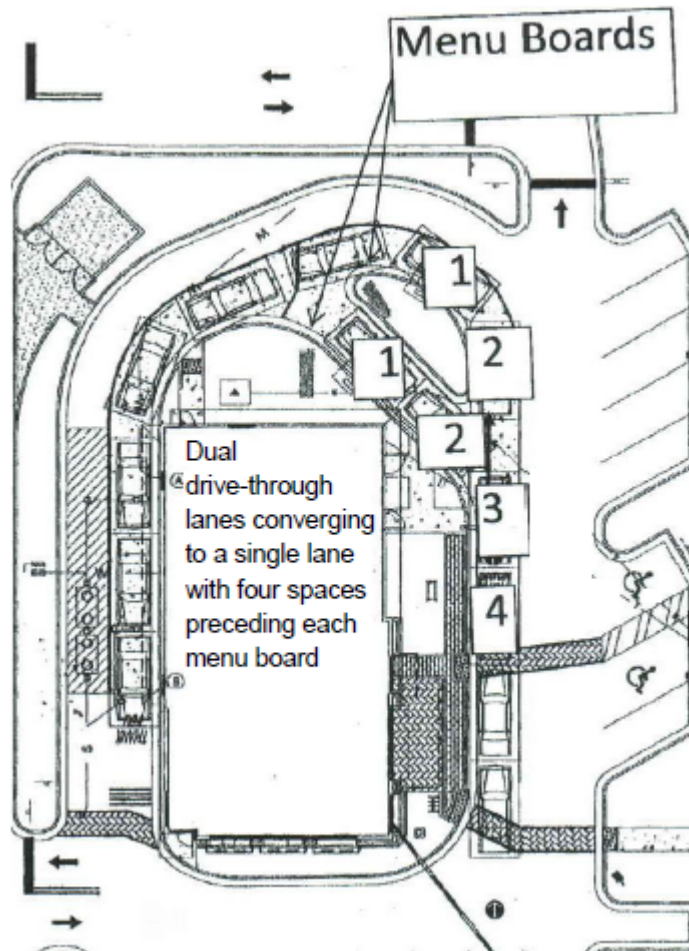 Menu Boards
1
2
1
2
3
4
Dual
drive-through
lanes converging
to a single lane
with four spaces
preceding each
menu board
A
B